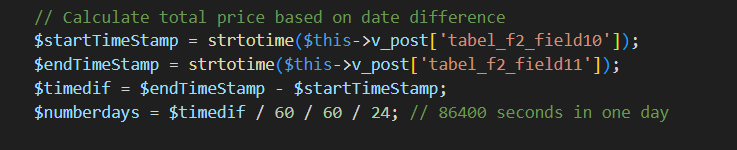 // Calculate total price based on date difference
$startTimeStamp = strtotime($this->v_post['tabel_f2_field10']);
$endTimeStamp = strtotime($this->v_post['tabel_f2_field11']);
$timedif = $endTimeStamp - $startTimeStamp;
$numberdays = $timedif / 60 / 60 / 24; // 86400 seconds in one day